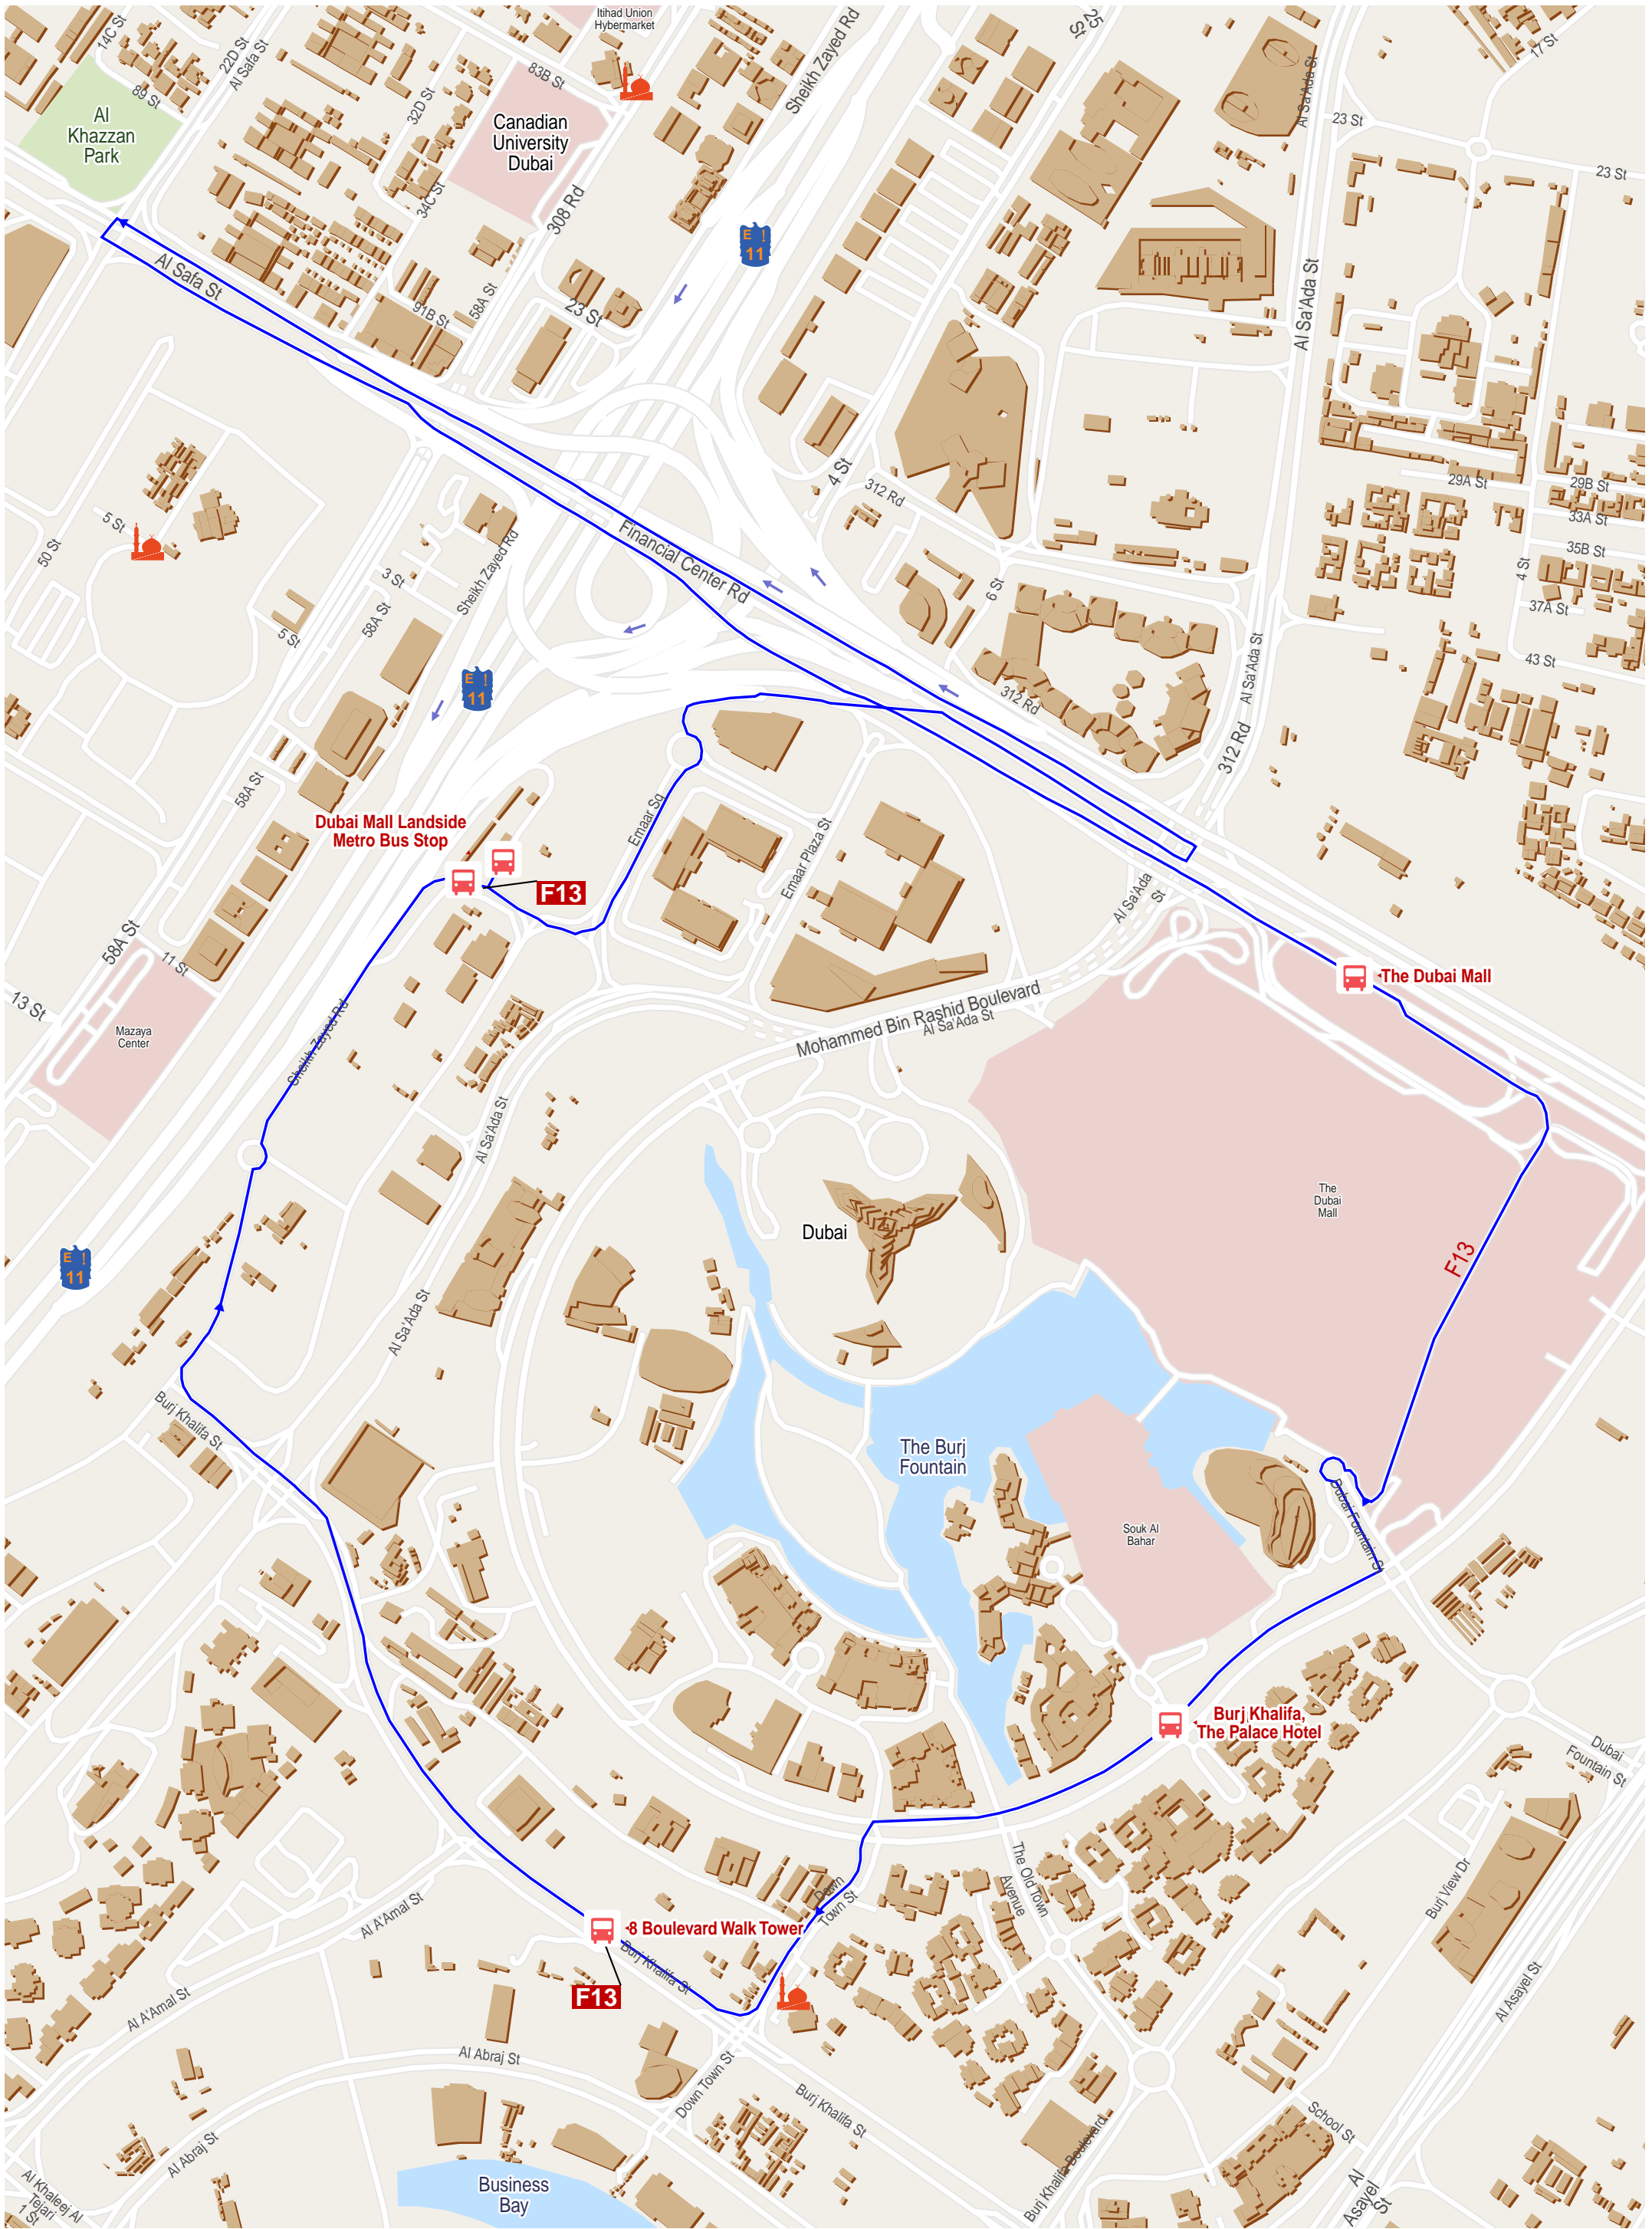 Itihad Union
Hybermarket
14C St
22D St
Al Safa St
89 St
83B St
32D St
Sheikh Zayed Rd
25
St
17 St
Al Sa'Ada St
23 St
23 St
Al
Khazzan
Park
Canadian
University
Dubai
34C St
308 Rd
E
11
Al Safa St
91B St
58A St
23 St
Al Sa'Ada St
4 St
312 Rd
29A St
29B St
33A St
35B St
4 St
37A St
43 St
5 St
50 St
Financial Center Rd
Sheikh Zayed Rd
3 St
58A St
5 St
6 St
312 Rd
Al Sa'Ada St
312 Rd
E
11
58A St
Dubai Mall Landside
Metro Bus Stop
F13
Emaar Sq
Emaar Plaza St
Al Sa'Ada
St
58A St
11 St
13 St
Mazaya
Center
Sheikh Zayed Rd
The Dubai Mall
Mohammed Bin Rashid Boulevard
Al Sa'Ada St
Al Sa'Ada St
The
Dubai
Mall
Dubai
F13
E
11
Al Sa'Ada St
Burj Khalifa St
The Burj
Fountain
Souk Al
Bahar
Dubai Fountain S
Burj Khalifa,
The Palace Hotel
Dubai
Fountain St
Burj View Dr
The Old Town
Avenue
Down
Town St
8 Boulevard Walk Tower
Burj Khalifa St
F13
Al A'Amal St
Al A'Amal St
Al Asayel St
Al Abraj St
Down Town St
Burj Khalifa St
School St
Al Abraj St
Burj Khalifa Boulevard
Al
Asayel
St
Al Khaleej Al
Tejari
1 St
Business
Bay